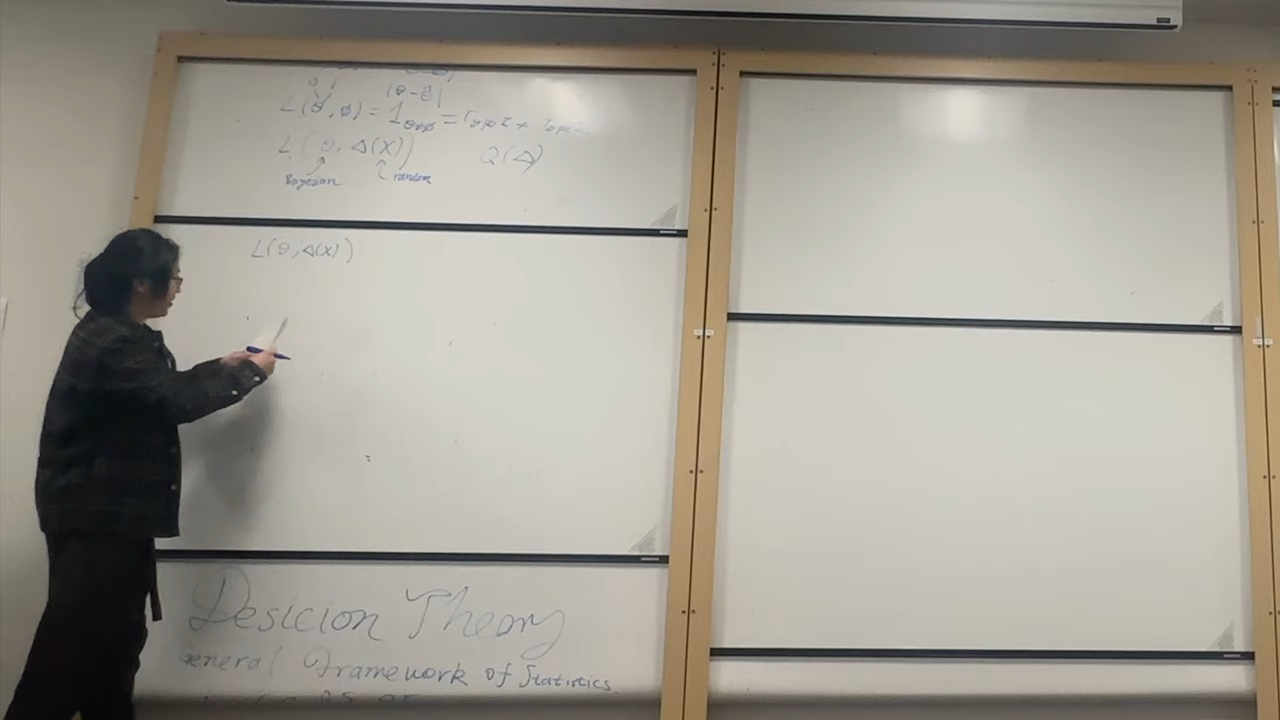 |θ - θ̂|
L(θ, φ) = 1θ≠φ =
L(θ, Δ(X)) Q(Δ)
Bayesian random
L(θ, Δ(X))
Desicion Theory
General Framework of Statistics